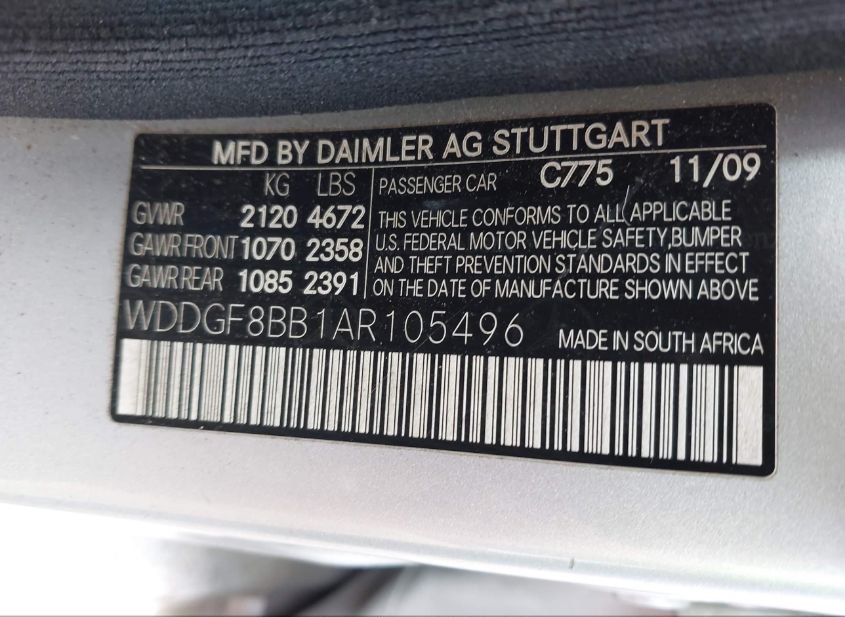 MFD BY DAIMLER AG STUTTGART
KG LBS
GVWR 2120 4672
GAWR FRONT 1070 2358
GAWR REAR 1085 2391
PASSENGER CAR C775 11/09
THIS VEHICLE CONFORMS TO ALL APPLICABLE
U.S. FEDERAL MOTOR VEHICLE SAFETY,BUMPER
AND THEFT PREVENTION STANDARDS IN EFFECT
ON THE DATE OF MANUFACTURE SHOWN ABOVE
WDDGF8BB1AR105496 MADE IN SOUTH AFRICA